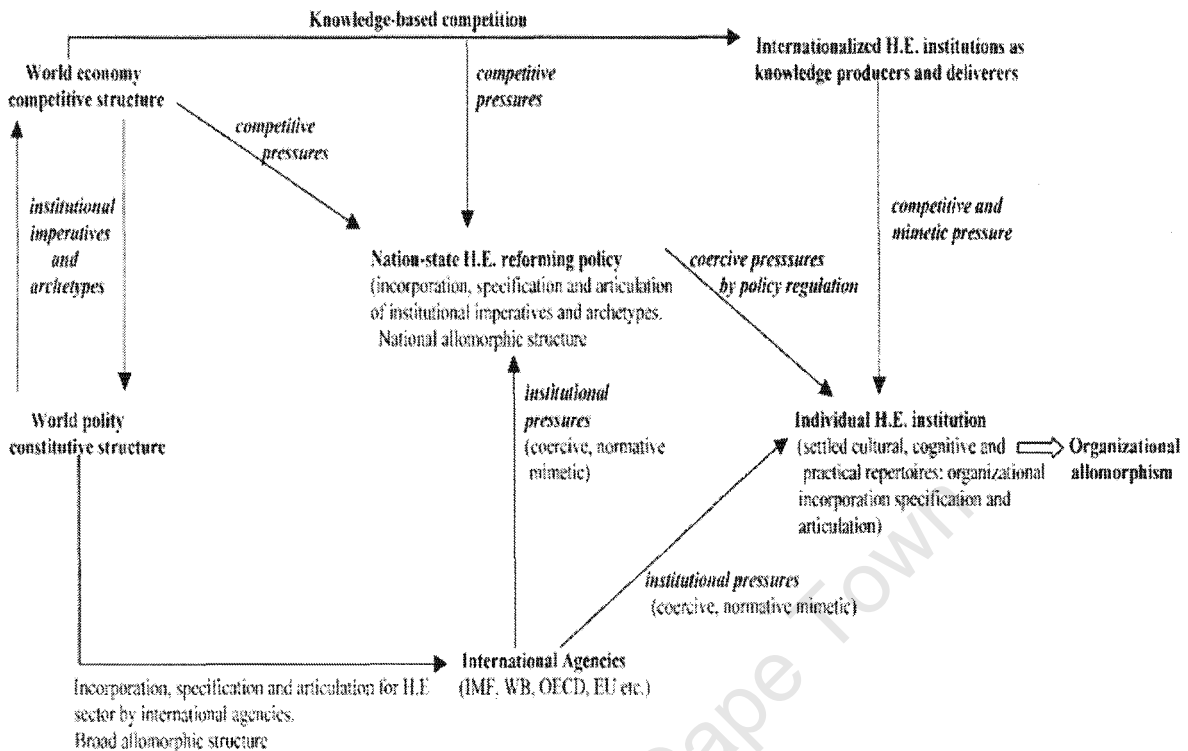 Knowledge-based competition
World economy
competitive structure
Internationalized H.E. institutions as
knowledge producers and deliverers
competitive
pressures
competitive
pressures
institutional
imperatives
and
archetypes
competitive and
mimetic pressure
Nation-state H.E. reforming policy
(incorporation, specification and articulation
of institutional imperatives and archetypes.
National allomorphic structure
coercive presssures
by policy regulation
World polity
constitutive structure
institutional
pressures
(coercive, normative
mimetic)
Individual H.E. institution
(settled cultural, cognitive and
practical repertoires: organizational
incorporation specification and
articulation)
Organizational
allomorphism
institutional pressures
(coercive, normative mimetic)
International Agencies
(IMF, WB, OECD, EU etc.)
Incorporation, specification and articulation for H.E
sector by international agencies.
Broad allomorphic structure
Cape Town